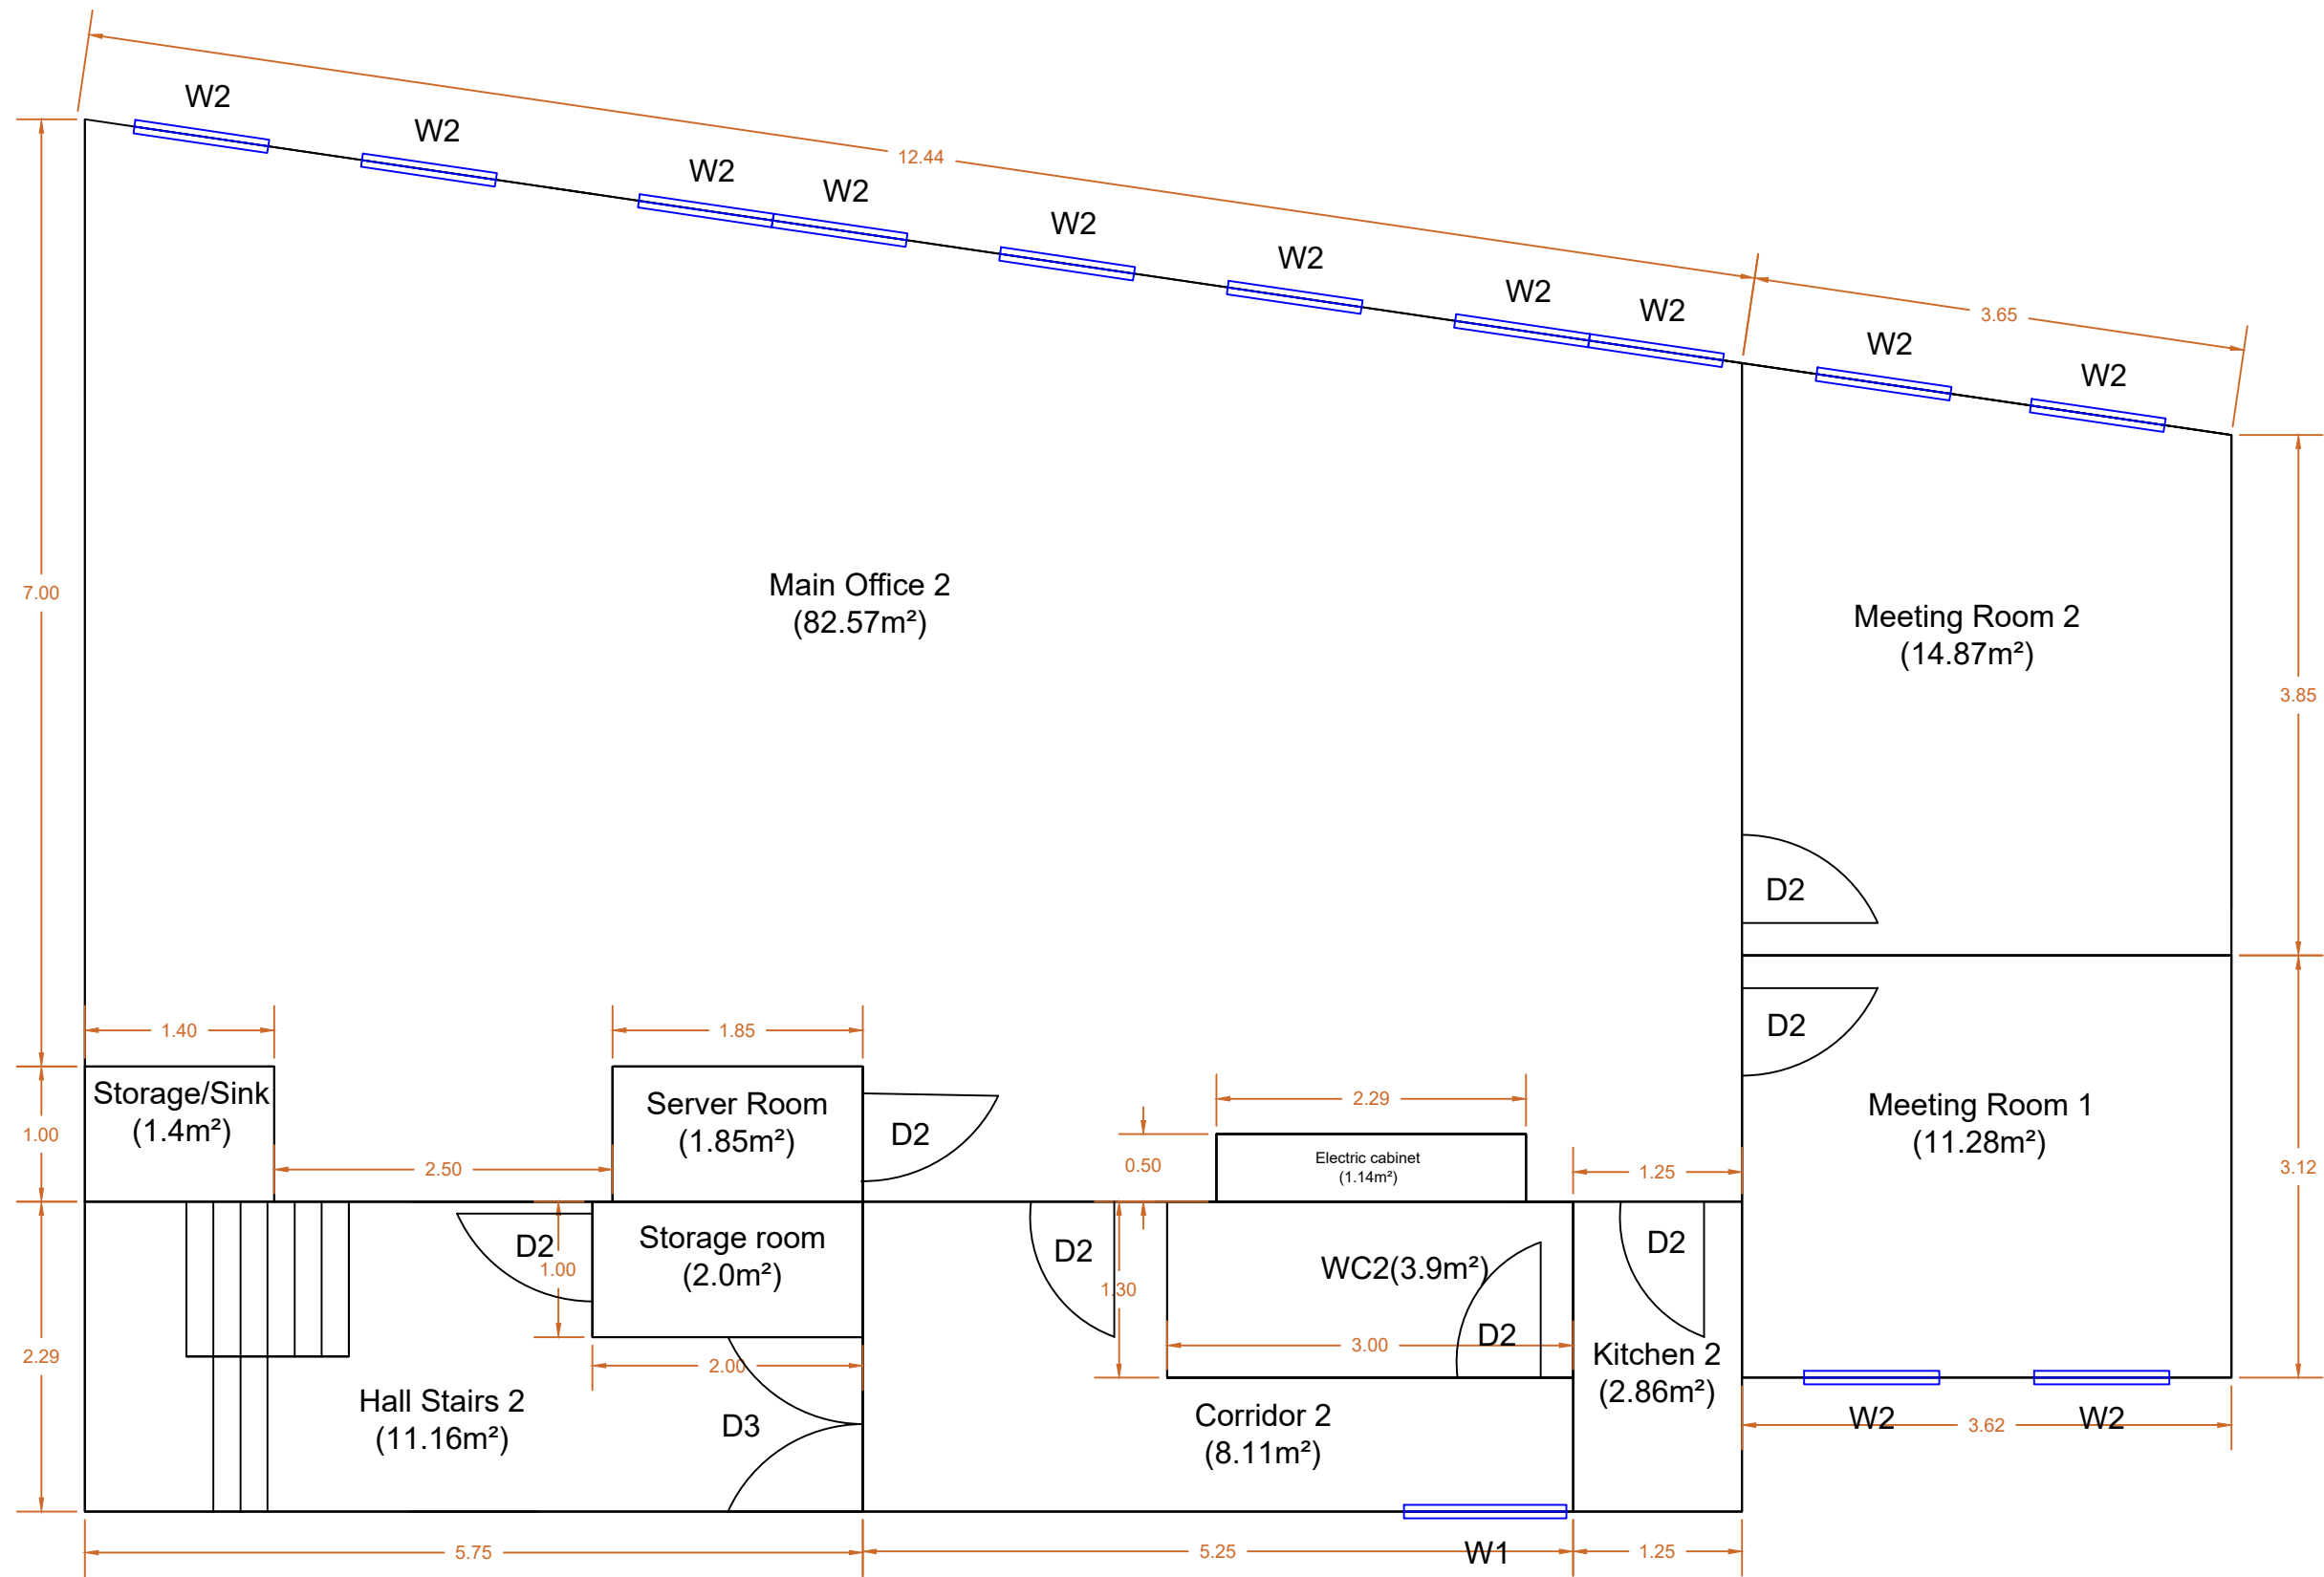 W2
W2
12.44
W2
W2
W2
W2
W2
W2
3.65
W2
W2
7.00
Main Office 2
(82.57m²)
Meeting Room 2
(14.87m²)
3.85
D2
D2
1.40
1.85
Storage/Sink
(1.4m²)
1.00
Server Room
(1.85m²)
D2
2.29
2.50
0.50
Electric cabinet
(1.14m²)
1.25
Meeting Room 1
(11.28m²)
3.12
D2
1.00
Storage room
(2.0m²)
D2
1.30
WC2(3.9m²)
D2
D2
2.29
2.00
3.00
Kitchen 2
(2.86m²)
Hall Stairs 2
(11.16m²)
D3
Corridor 2
(8.11m²)
W2
3.62
W2
5.75
5.25
W1
1.25